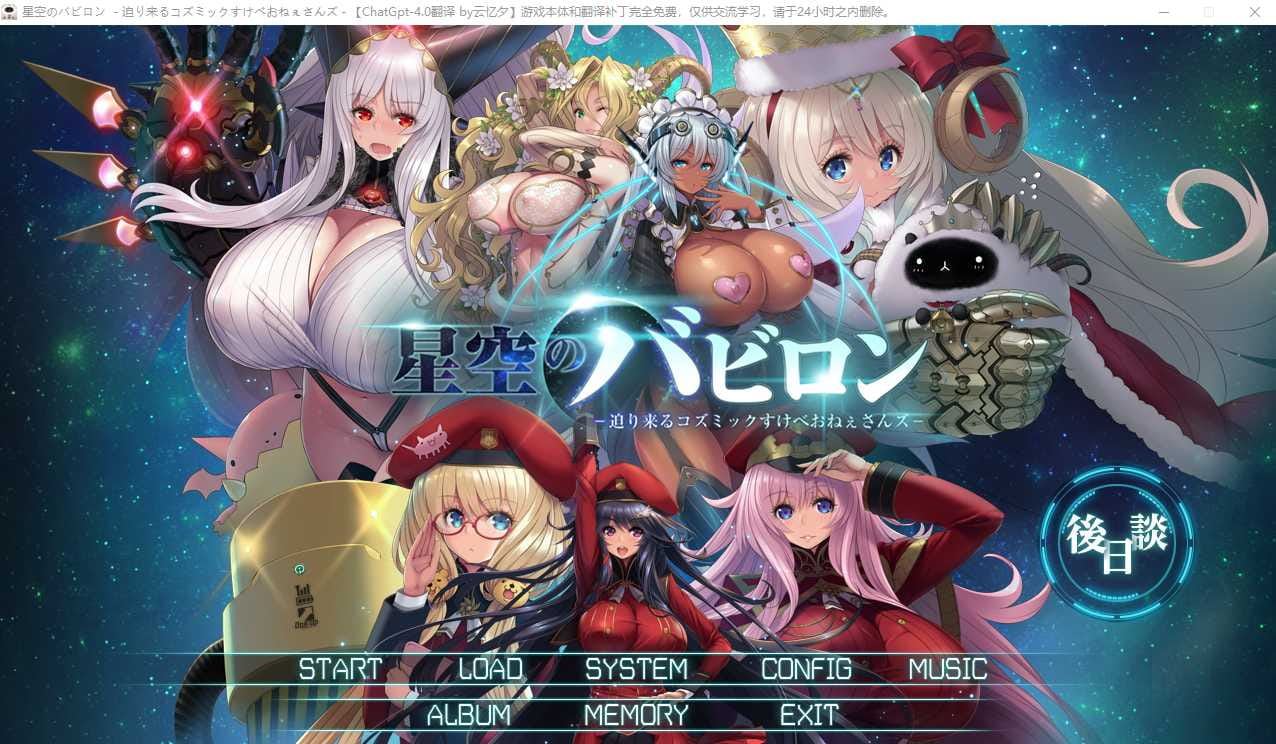 星空のバビロン -迫り来るコズミックすけべおねぇさんズ- 【ChatGpt-4.0翻译 by云忆夕】游戏本体和翻译补丁完全免费，仅供交流学习，请于24小时之内删除。
星空のバビロン
-迫り来るコズミックすけべおねぇさんズ-
後日談
START LOAD SYSTEM CONFIG MUSIC
ALBUM MEMORY EXIT